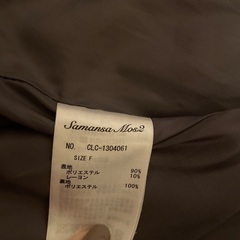 Samansa Mos2
NO. CLC-1304061
SIZE F
表地
ポリエステル 90%
レーヨン 10%
裏地
ポリエステル 100%